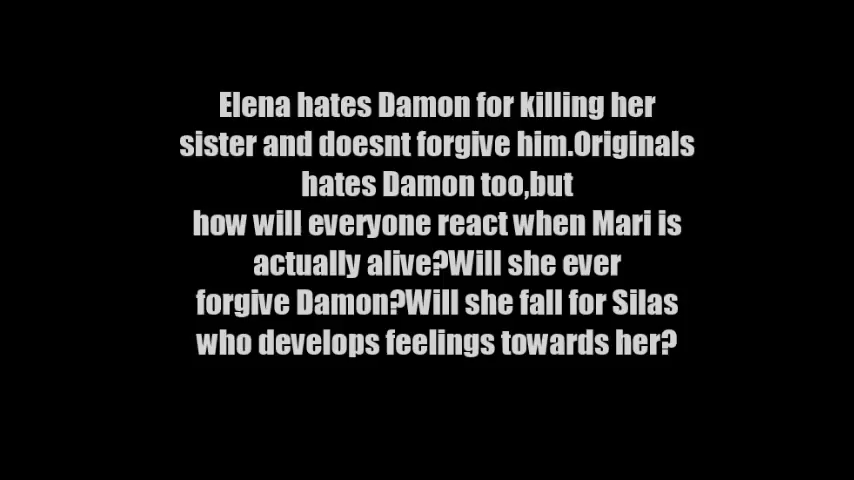 Elena hates Damon for killing her
sister and doesnt forgive him.Originals
hates Damon too,but
how will everyone react when Mari is
actually alive?Will she ever
forgive Damon?Will she fall for Silas
who develops feelings towards her?